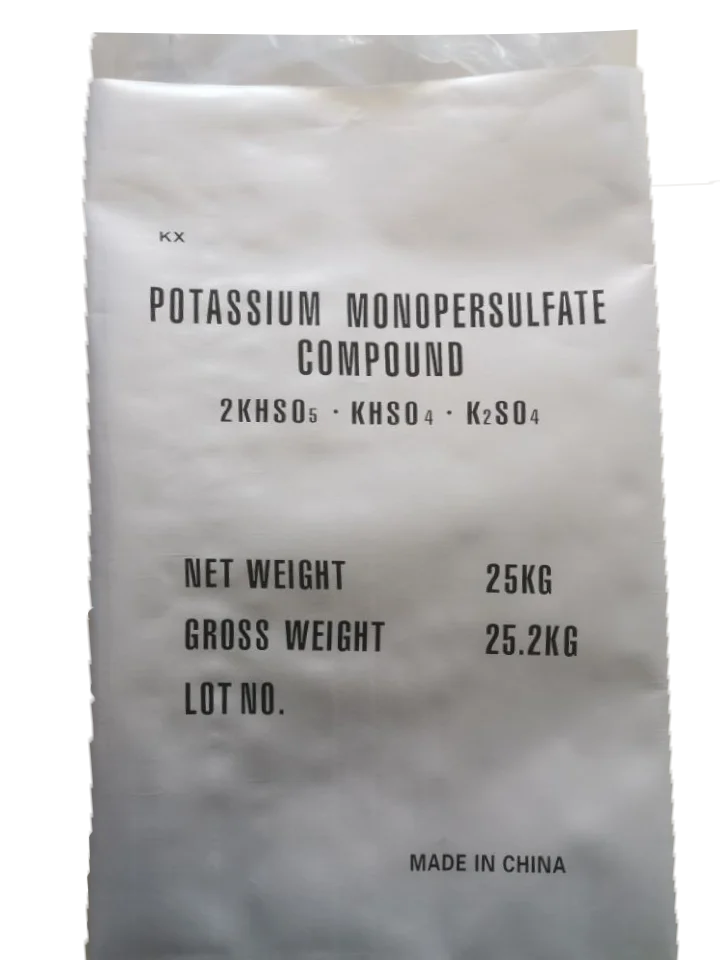 KX
POTASSIUM MONOPERSULFATE
COMPOUND
2KHSO₅ · KHSO₄ · K₂SO₄
NET WEIGHT 25KG
GROSS WEIGHT 25.2KG
LOT NO.
MADE IN CHINA